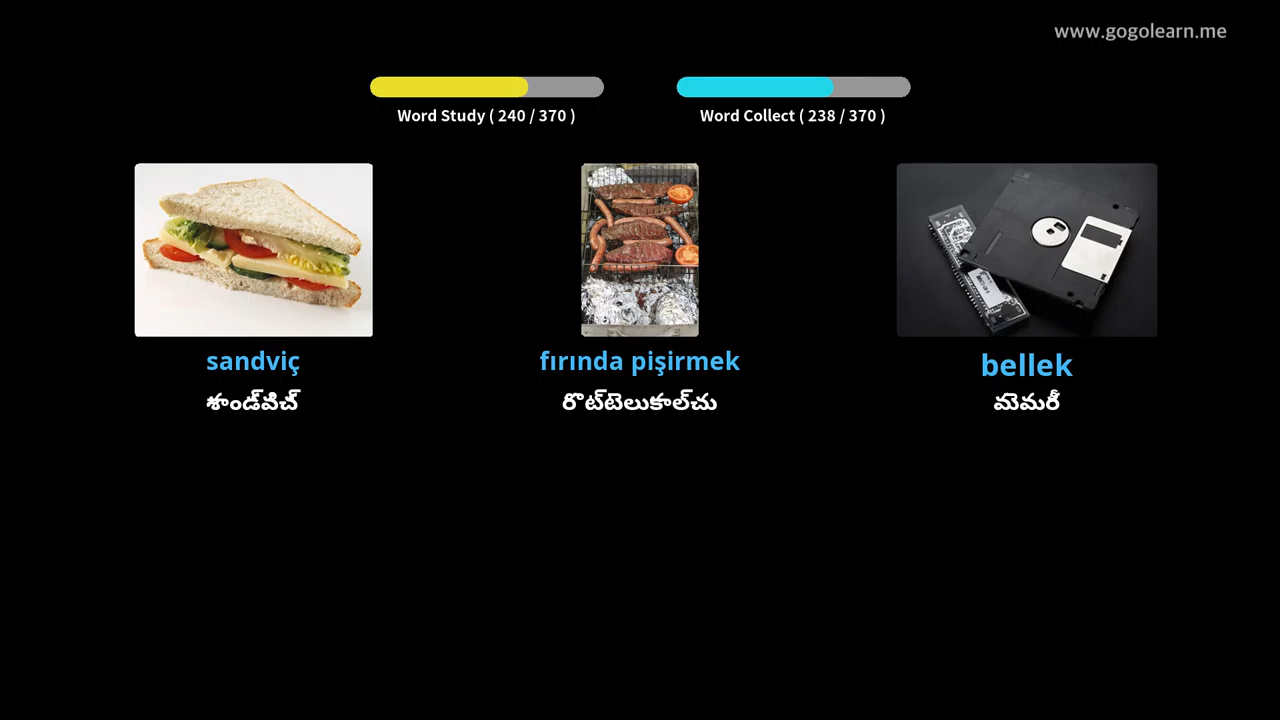 www.gogolearn.me
Word Study ( 240 / 370 )
Word Collect ( 238 / 370 )
sandviç
fırında pişirmek
bellek
శాండ్‌విచ్
రొట్‌టెలుకాల్‌చు
మెమరీ